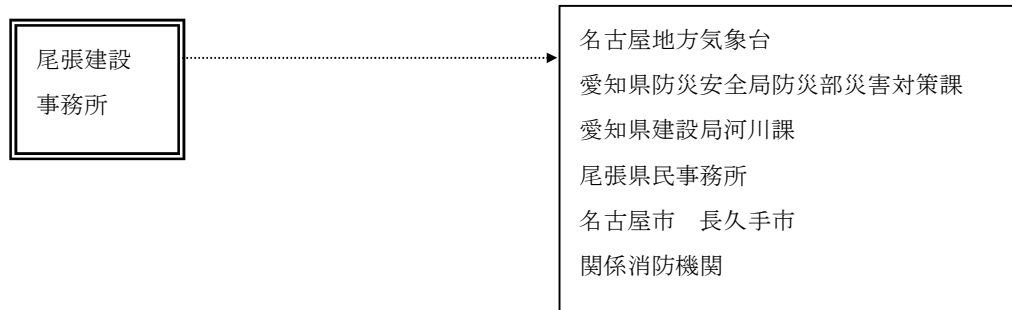 尾張建設
事務所
名古屋地方気象台
愛知県防災安全局防災部災害対策課
愛知県建設局河川課
尾張県民事務所
名古屋市　長久手市
関係消防機関